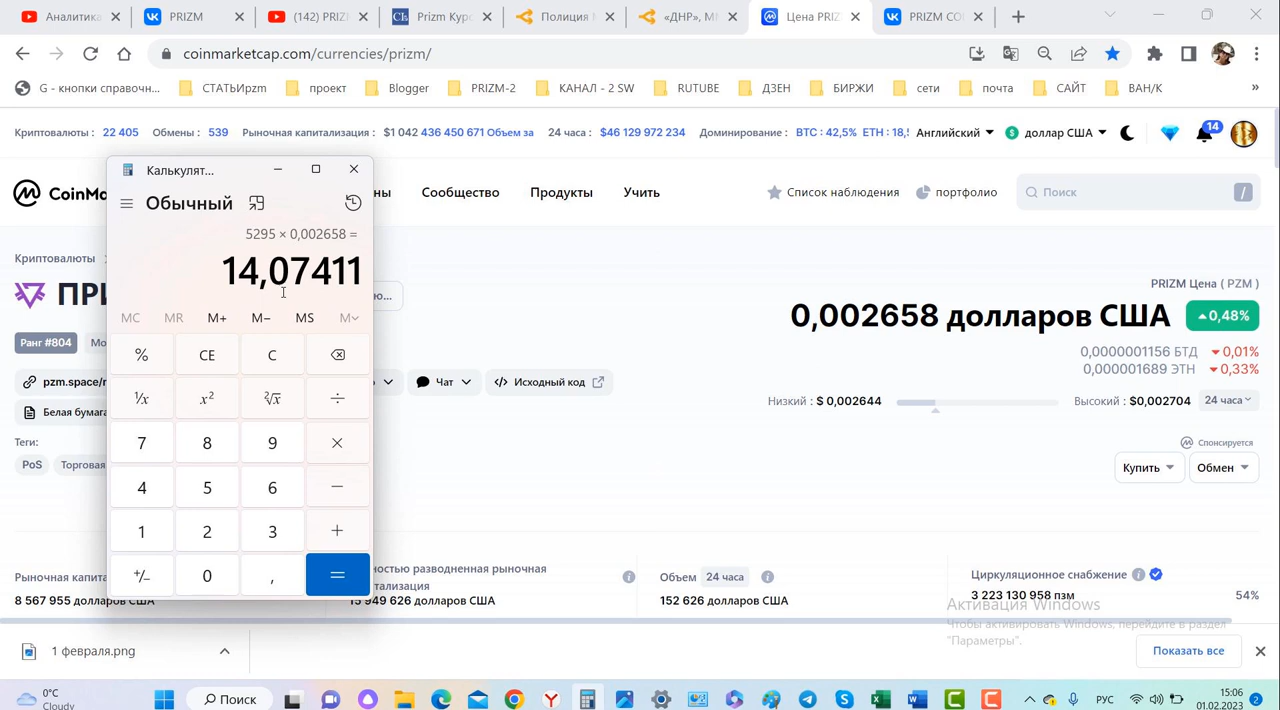 Аналитика
PRIZM
(142) PRIZ
Prizm Кур
Полиция
«ДНР», М
Цена PRIZ
PRIZM CO
coinmarketcap.com/currencies/prizm/
G - кнопки справочн...
СТАТЬИpzm
проект
Blogger
PRIZM-2
КАНАЛ - 2 SW
RUTUBE
ДЗЕН
БИРЖИ
сети
почта
САЙТ
ВАН/К
»
Криптовалюты : 22 405 Обмены : 539 Рыночная капитализация : $1 042 436 450 671 Объем за 24 часа : $46 129 972 234 Доминирование : BTC : 42,5% ETH : 18,
Английский
доллар США
14
CoinMa
ны
Сообщество
Продукты
Учить
Список наблюдения
портфолио
Поиск
/
Калькулят...
Обычный
5295 × 0,002658 =
14,07411
MC MR M+ M− MS M
% CE C
¹/x x² ²√x ÷
7 8 9 ×
4 5 6 −
1 2 3 +
+/− 0 , =
Криптовалюты
ПРИ
ю...
Ранг #804
Мо
pzm.space/r
Чат
Исходный код
Белая бумага
Теги:
PoS
Торговая
PRIZM Цена ( PZM )
0,002658 долларов США
0,48%
0,0000001156 БТД 0,01%
0,000001689 ЭТН 0,33%
Низкий : $ 0,002644
Высокий : $0,002704
24 часа
Спонсируется
Купить
Обмен
Рыночная капита
8 567 955 долларов США
ностью разводненная рыночная
тализация
15 949 626 долларов США
Объем 24 часа
152 626 долларов США
Циркуляционное снабжение
3 223 130 958 пзм
54%
Активация Windows
Чтобы активировать Windows, перейдите в раздел
"Параметры".
1 февраля.png
Показать все
0°C
Cloudy
Поиск
РУС
15:06
01.02.2023
2